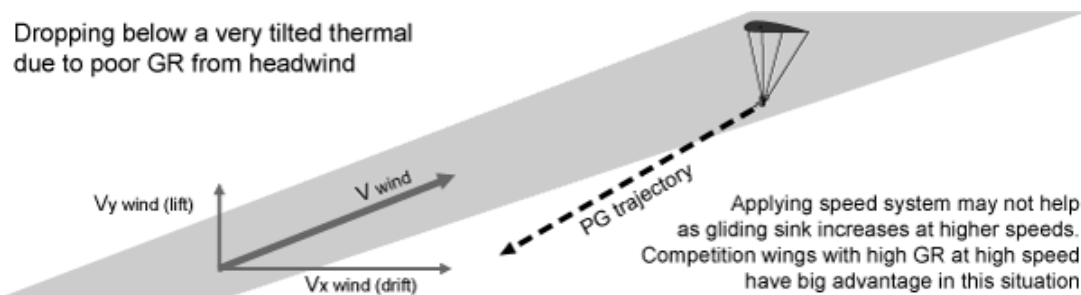 Dropping below a very tilted thermal
due to poor GR from headwind
Vy wind (lift)
V wind
Vx wind (drift)
PG trajectory
Applying speed system may not help
as gliding sink increases at higher speeds.
Competition wings with high GR at high speed
have big advantage in this situation